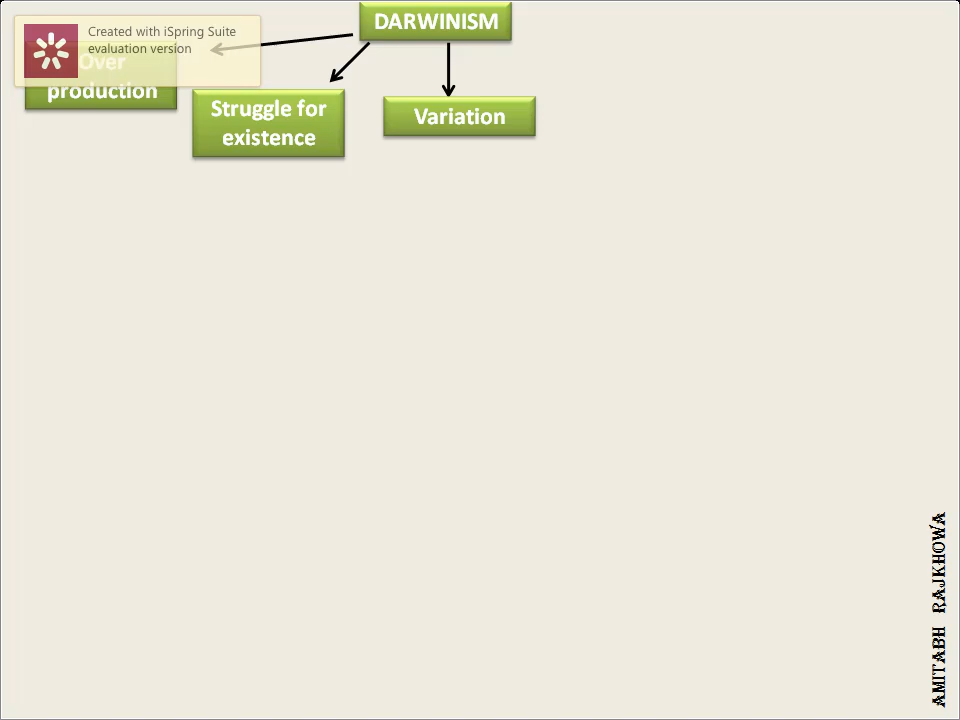 DARWINISM
Created with iSpring Suite
evaluation version
Over
production
Struggle for
existence
Variation
AMITABH RAJKHOWA